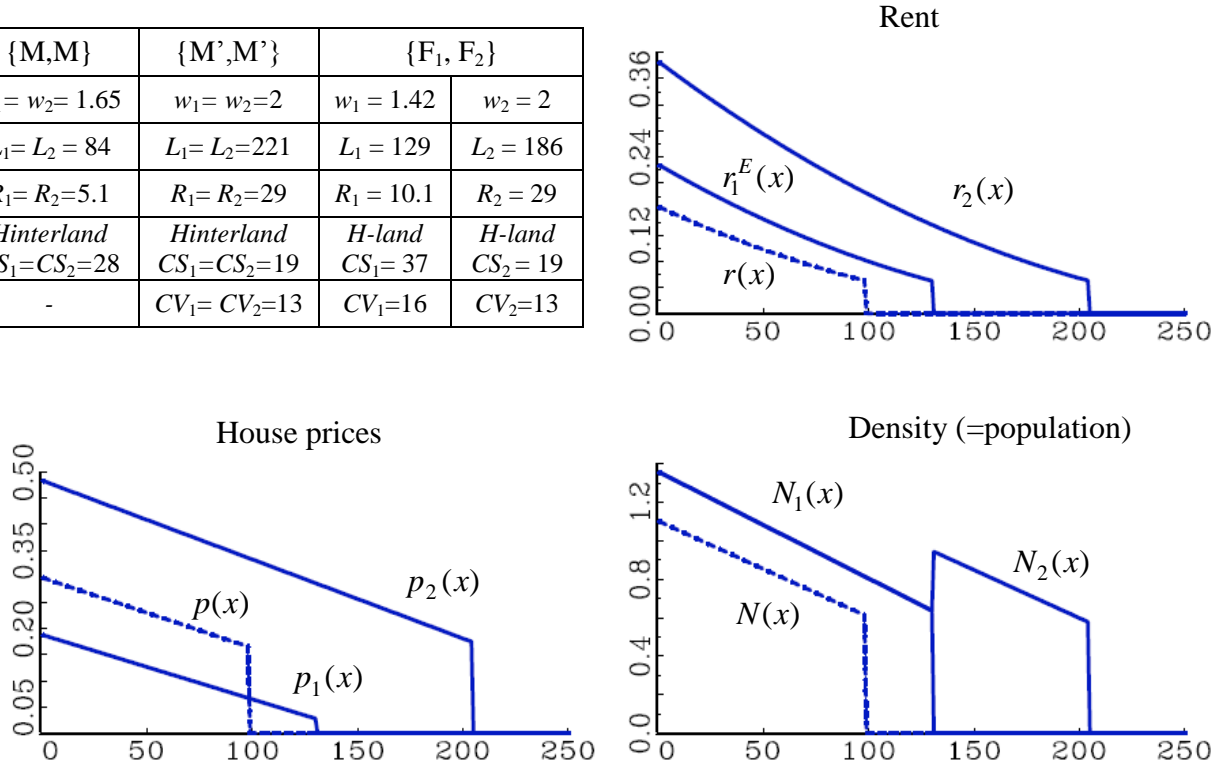 {M,M} {M’,M’} {F1, F2}
= w2= 1.65 w1= w2=2 w1 = 1.42 w2 = 2
L1= L2 = 84 L1= L2=221 L1 = 129 L2 = 186
R1= R2=5.1 R1= R2=29 R1 = 10.1 R2 = 29
Hinterland Hinterland H-land H-land
CS1=CS2=28 CS1=CS2=19 CS1= 37 CS2 = 19
- CV1= CV2=13 CV1=16 CV2=13
Rent
0.36
0.24
0.12
0.00
r1E(x)
r2(x)
r(x)
0 50 100 150 200 250
House prices
0.50
0.35
0.20
0.05
p2(x)
p(x)
p1(x)
0 50 100 150 200 250
Density (=population)
1.2
0.8
0.4
0.0
N1(x)
N2(x)
N(x)
0 50 100 150 200 250